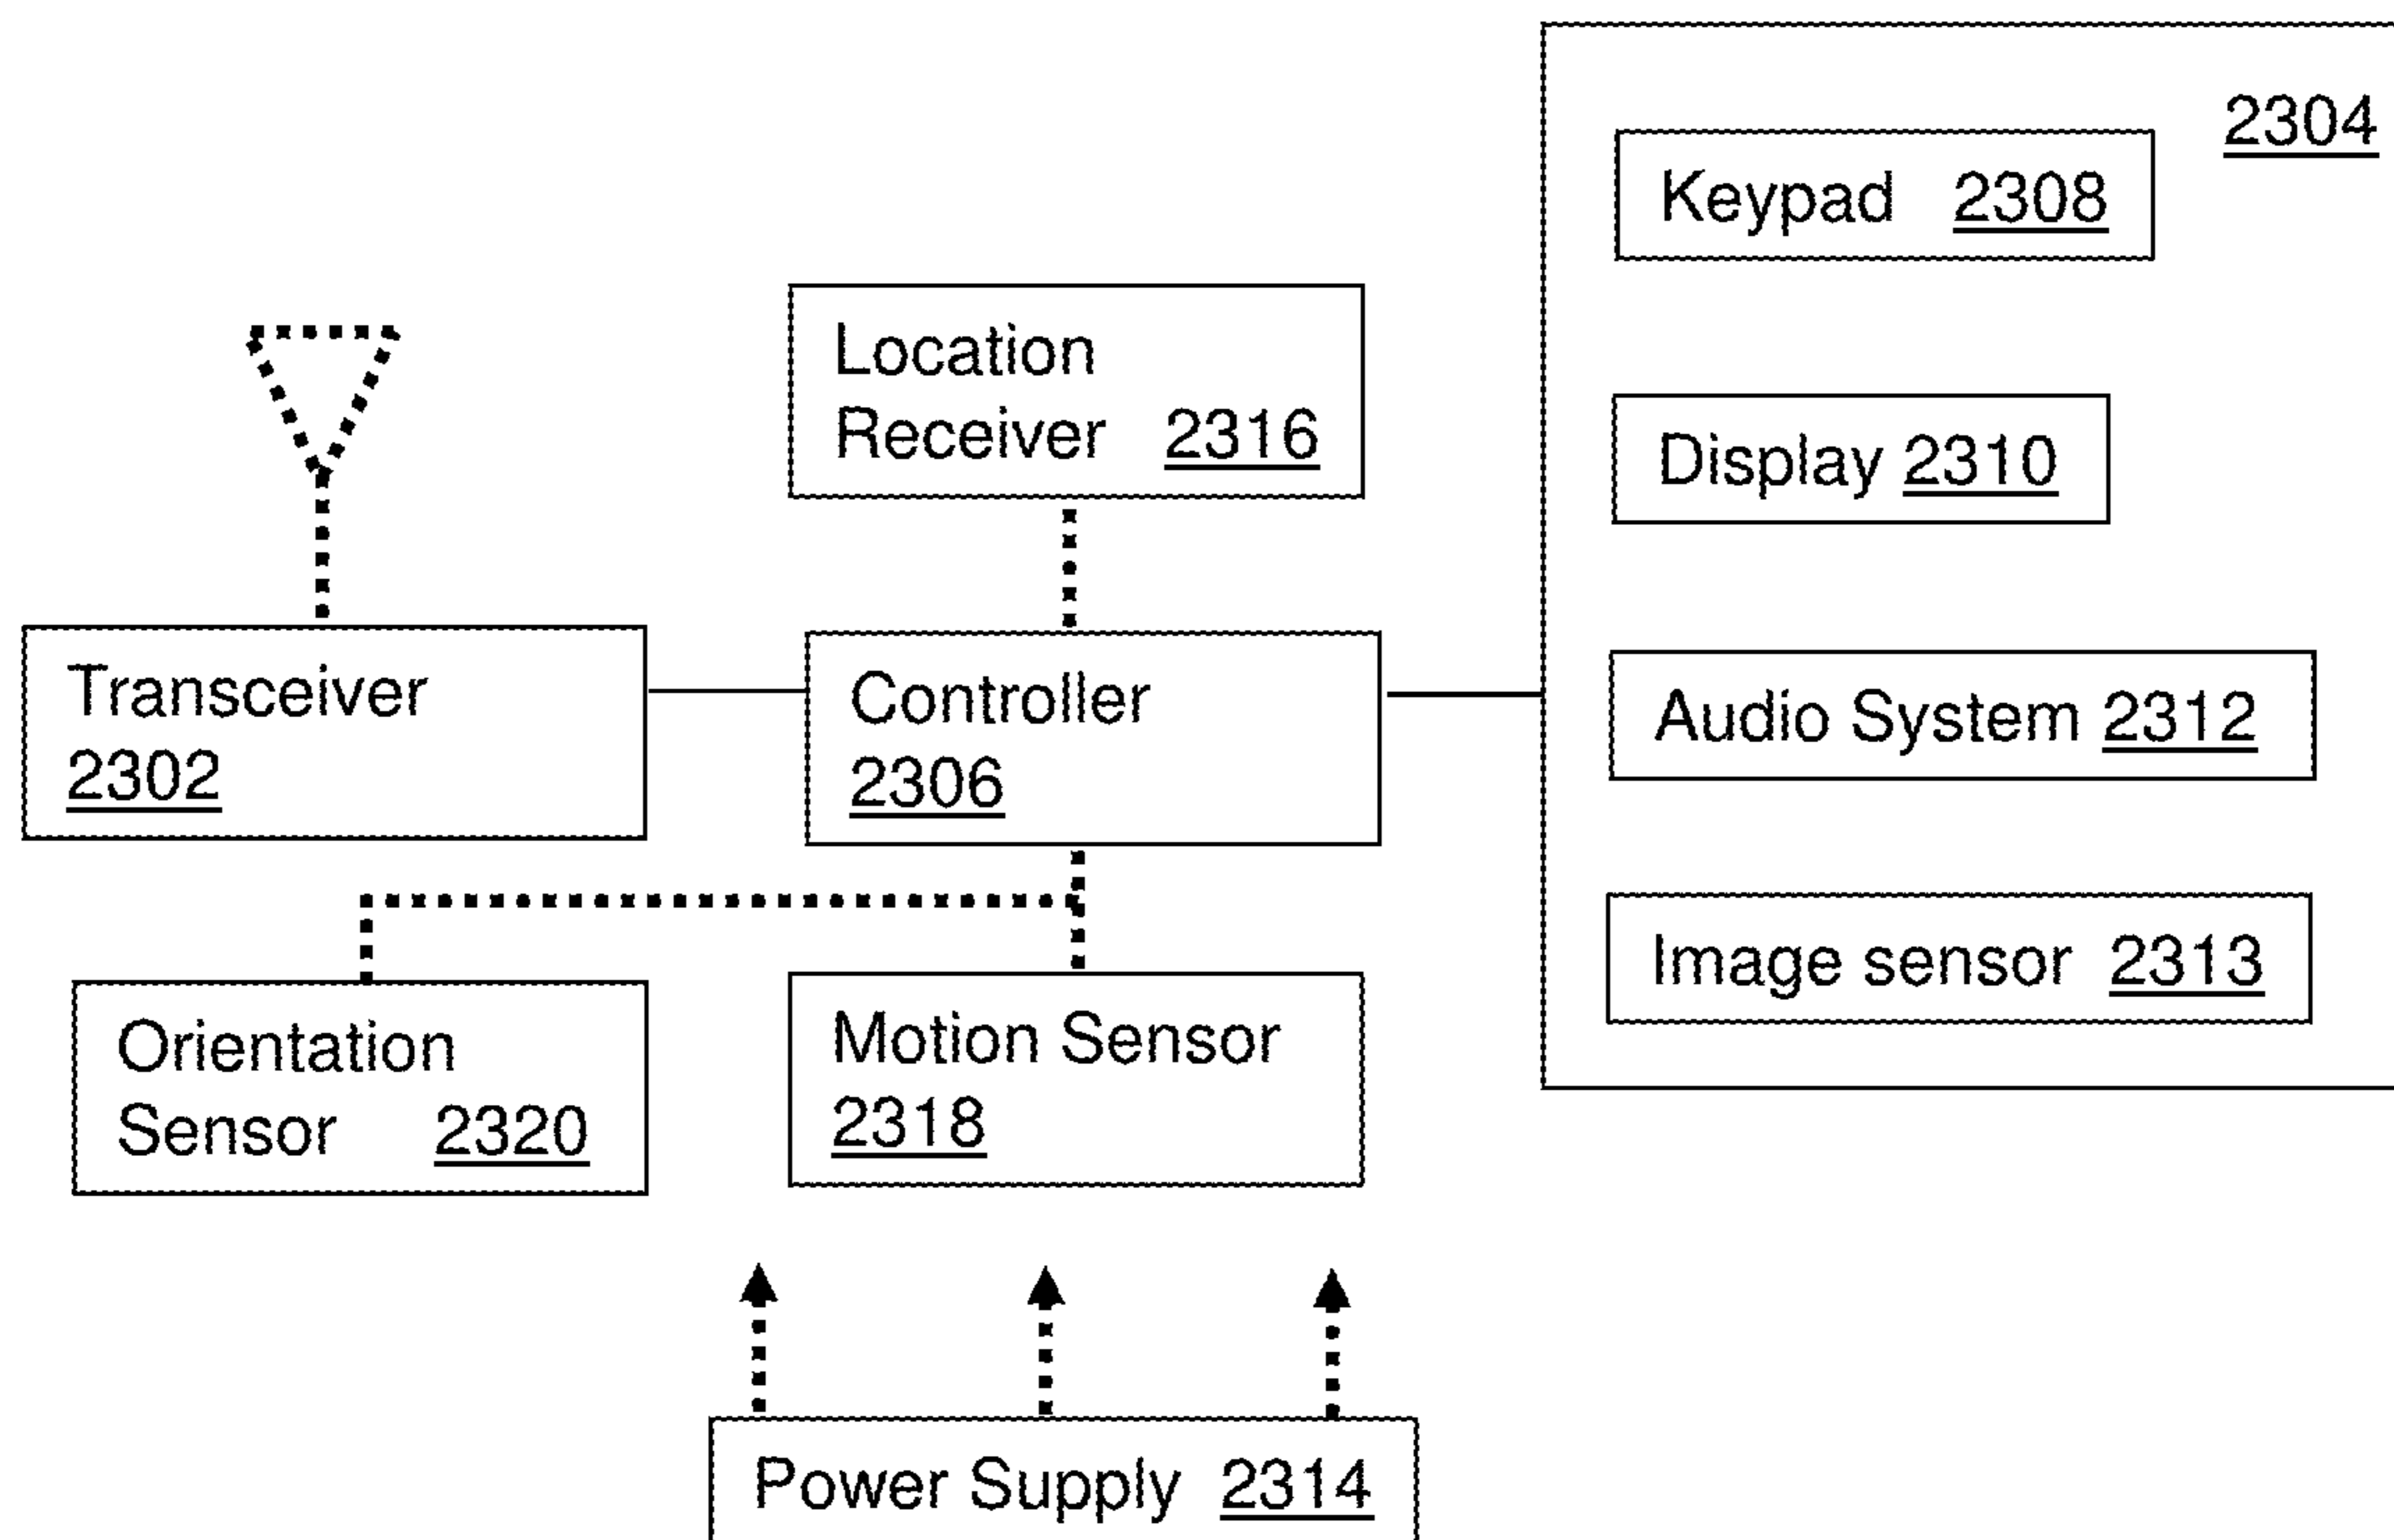 2304
Keypad 2308
Location
Receiver 2316
Display 2310
Transceiver
2302
Controller
2306
Audio System 2312
Image sensor 2313
Orientation
Sensor 2320
Motion Sensor
2318
Power Supply 2314